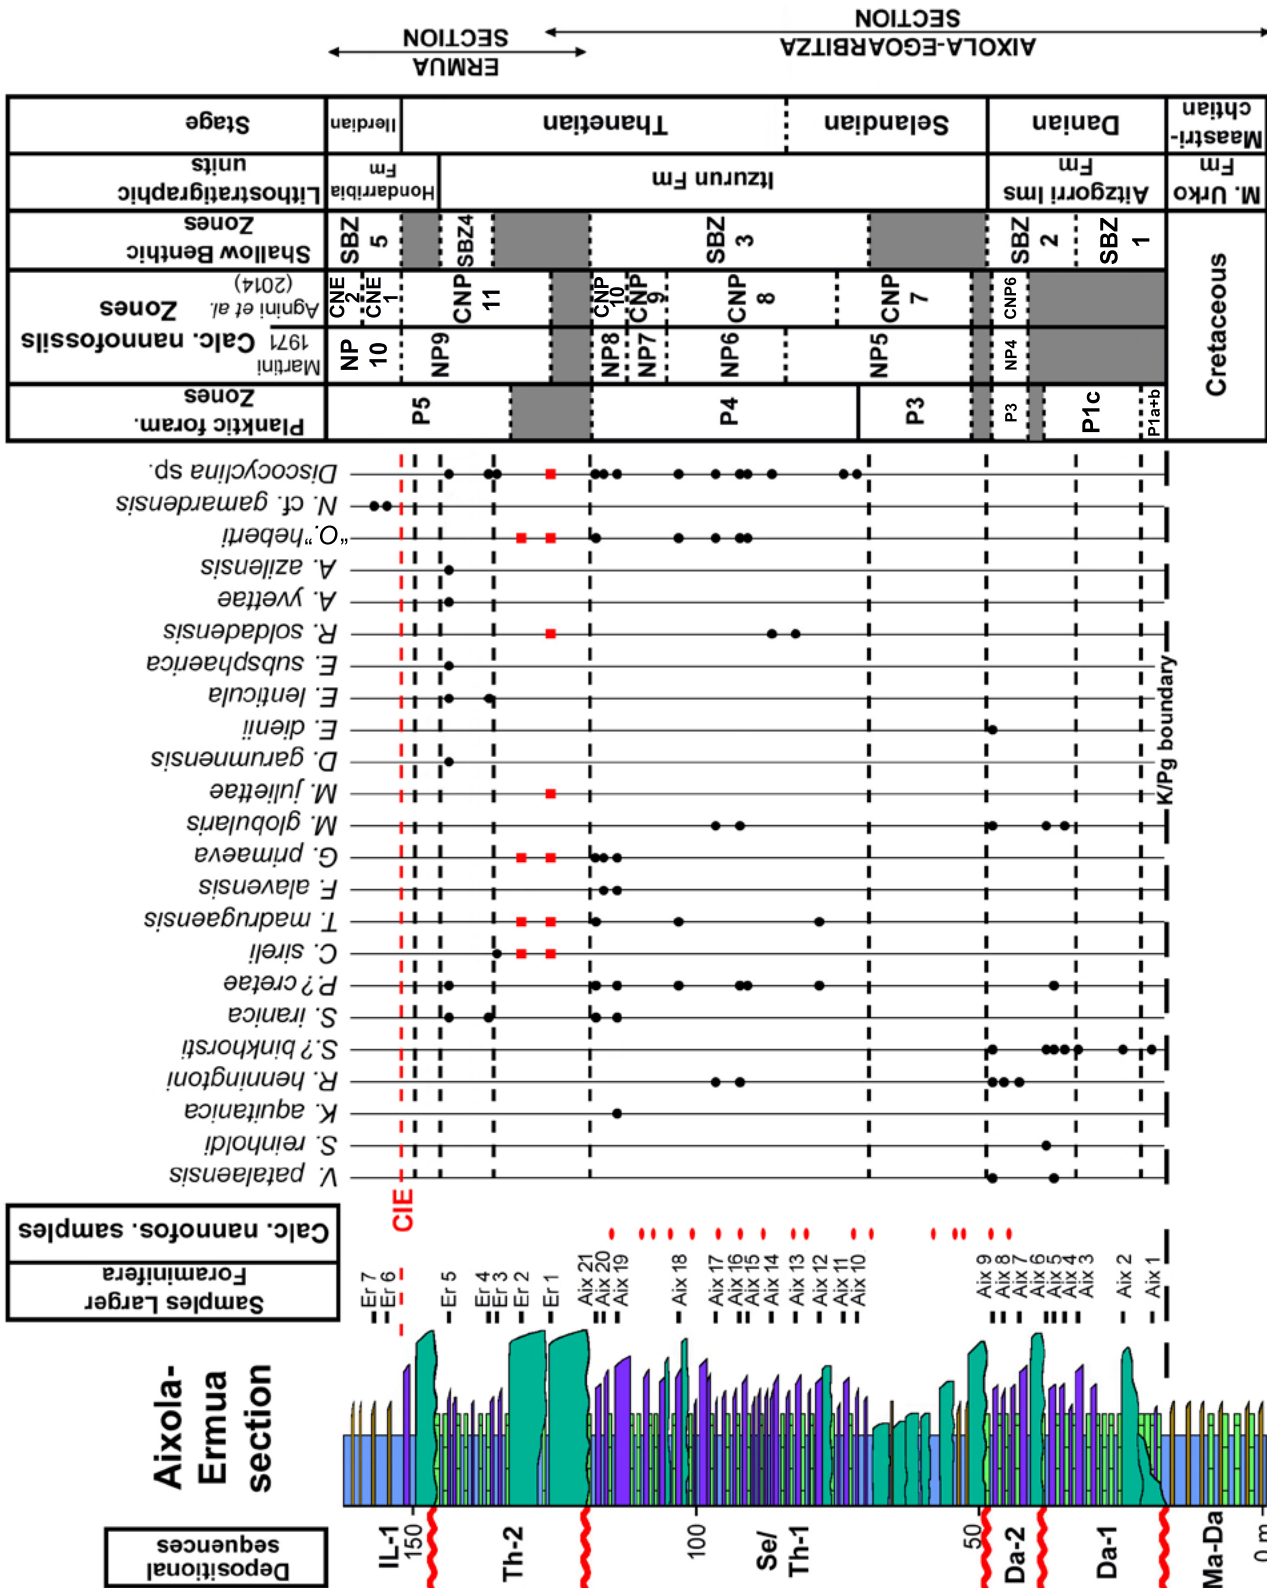 AIXOLA-EGOARBITZA
SECTION
ERMUA
SECTION
Stage
Ilerdian
Thanetian
Selandian
Danian
Maastri-
chtian
Lithostratigraphic
units
Hondarribia
Fm
Itzurun Fm
Aitzgorri lms
Fm
M. Urko
Fm
Shallow Benthic
Zones
SBZ
5
SBZ4
SBZ
3
SBZ
2
SBZ
1
Cretaceous
Calc. nannofossils
Zones
Agnini et al.
(2014)
CNE
2
CNE
1
CNP
11
CNP
10
CNP
9
CNP
8
CNP
7
CNP6
Martini
1971
NP
10
NP9
NP8
NP7
NP6
NP5
NP4
Planktic foram.
Zones
P5
P4
P3
P3
P1c
P1a+b
Discocyclina sp.
N. cf. gamardensis
"O." heberti
A. azilensis
A. yvettae
R. soldadensis
E. subsphaerica
E. lenticula
E. dienii
D. garumnensis
M. juliettae
M. globularis
G. primaeva
F. alavensis
T. madrugaensis
C. sireli
P.? cretae
S. iranica
S.? binkhorsti
R. henningtoni
K. aquitanica
S. reinholdi
V. patalaensis
K/Pg boundary
CIE
Calc. nannofos. samples
Samples Larger
Foraminifera
Er 7
Er 6
Er 5
Er 4
Er 3
Er 2
Er 1
Aix 21
Aix 20
Aix 19
Aix 18
Aix 17
Aix 16
Aix 15
Aix 14
Aix 13
Aix 12
Aix 11
Aix 10
Aix 9
Aix 8
Aix 7
Aix 6
Aix 5
Aix 4
Aix 3
Aix 2
Aix 1
Aixola-
Ermua
section
150
100
50
0 m
Depositional
sequences
IL-1
Th-2
Se/
Th-1
Da-2
Da-1
Ma-Da